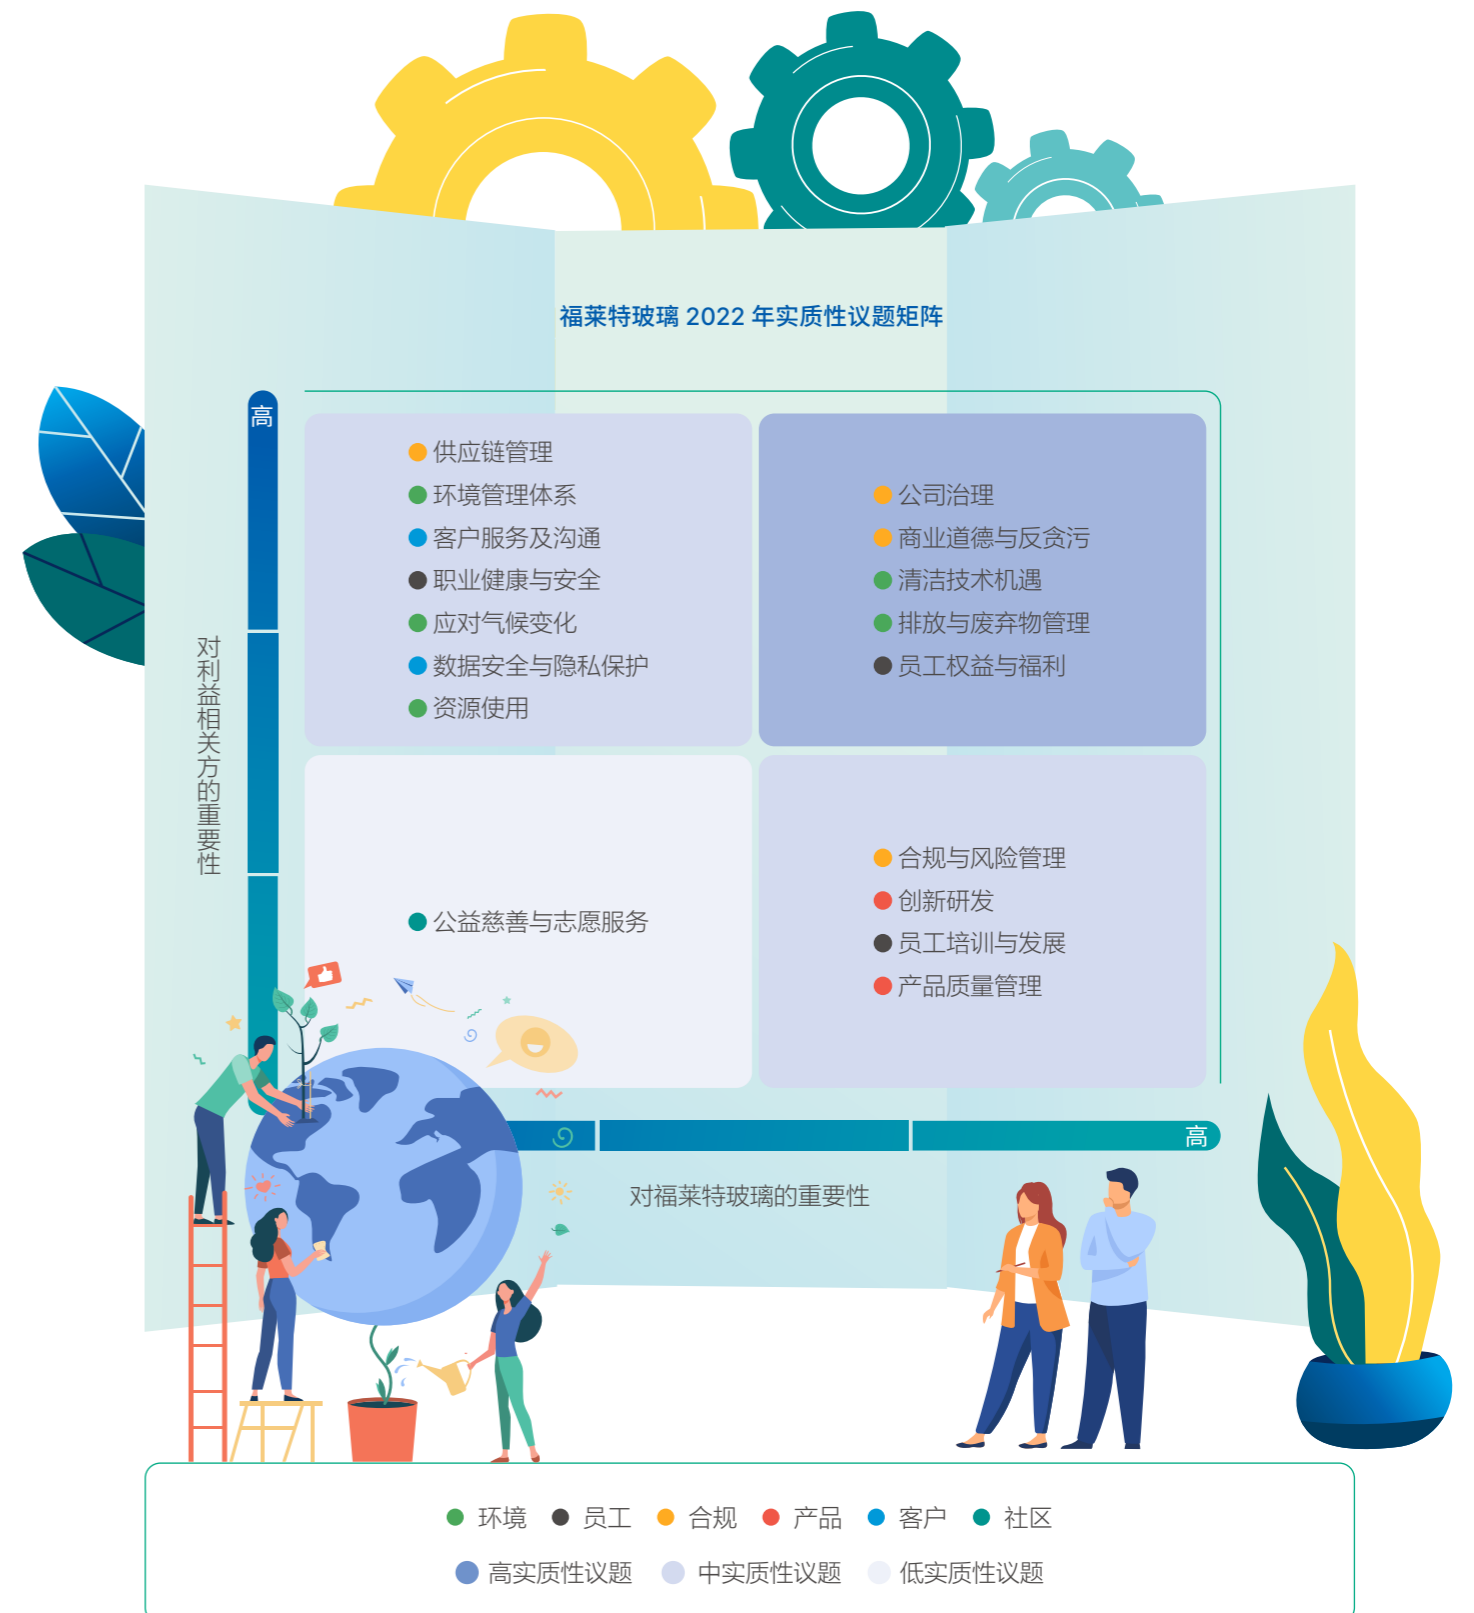 福莱特玻璃 2022 年实质性议题矩阵
高
对利益相关方的重要性
供应链管理
环境管理体系
客户服务及沟通
职业健康与安全
应对气候变化
数据安全与隐私保护
资源使用
公司治理
商业道德与反贪污
清洁技术机遇
排放与废弃物管理
员工权益与福利
公益慈善与志愿服务
合规与风险管理
创新研发
员工培训与发展
产品质量管理
高
对福莱特玻璃的重要性
环境 员工 合规 产品 客户 社区
高实质性议题 中实质性议题 低实质性议题